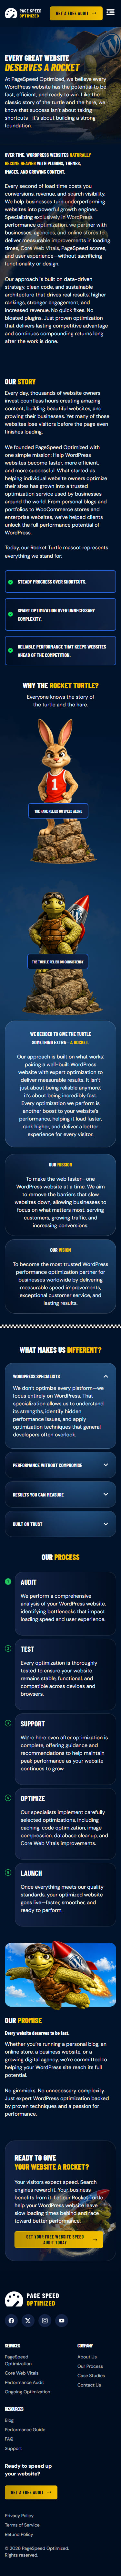 PAGE SPEED
OPTIMIZED
GET A FREE AUDIT →
EVERY GREAT WEBSITE
DESERVES A ROCKET
At PageSpeed Optimized, we believe every
WordPress website has the potential to be
fast, efficient, and ready to win. Like the
classic story of the turtle and the hare, we
know that success isn't about taking
shortcuts – it's about building a strong
foundation.
OVER TIME, WORDPRESS WEBSITES NATURALLY
BECOME HEAVIER WITH PLUGINS, THEMES,
IMAGES, AND GROWING CONTENT.
Every second of load time impacts
conversions, revenue, and search visibility.
We help businesses turn underperforming
websites into powerful growth engines.
Specializing exclusively in WordPress
performance optimization, we partner with
businesses, agencies, and online stores to
deliver measurable improvements in loading
times, Core Web Vitals, PageSpeed scores,
and user experience — without sacrificing
functionality or design.
Our approach is built on data-driven
strategy, clean code, and scalable
architecture that drives results: higher
rankings, stronger engagement, and
increased revenue. No quick fixes. No
bloated plugins. Just proven optimization
that delivers lasting competitive advantage
and continues compounding returns long
after the work is done.
OUR STORY
Every day, thousands of website owners
invest countless hours creating amazing
content, building beautiful websites, and
growing their businesses. Yet many of those
websites lose visitors before the page even
finishes loading.
We founded PageSpeed Optimized with one
simple mission: Help WordPress
websites become faster, more efficient, and
more successful. What started as
helping individual website owners improve
their sites has grown into a trusted
optimization service used by businesses
around the world. From personal blogs and
portfolios to WooCommerce stores and
enterprise websites, we've helped clients
unlock the full performance potential of
WordPress.
Today, our Rocket Turtle mascot represents
everything we stand for:
STEADY PROGRESS OVER SHORTCUTS.
SMART OPTIMIZATION OVER UNNECESSARY
COMPLEXITY.
RELIABLE PERFORMANCE THAT KEEPS WEBSITES
AHEAD OF THE COMPETITION.
WHY THE ROCKET TURTLE?
Everyone knows the story of
the turtle and the hare.
1
THE HARE RELIED ON SPEED ALONE
THE TURTLE RELIED ON CONSISTENCY
WE DECIDED TO GIVE THE TURTLE
SOMETHING EXTRA— A ROCKET.
Our approach is built on what works:
pairing a well-built WordPress
website with expert optimization to
deliver measurable results. It isn't
just about being reliable and it
doesn't stop at being incredibly
fast. Every optimization we perform is
another boost to your website's
performance, helping it load faster,
rank higher, and deliver a better
experience for every visitor.
OUR MISSION
To make the web faster—one
WordPress website at a time. We aim
to remove the barriers that slow
websites down, allowing businesses to
focus on what matters most: serving
customers, growing traffic, and
increasing conversions.
OUR VISION
To become the most trusted WordPress
performance optimization partner for
businesses worldwide by delivering
measurable speed improvements,
exceptional customer service, and
lasting results.
WHAT MAKES US DIFFERENT?
WORDPRESS SPECIALISTS
We don't optimize every platform—we
focus entirely on WordPress. That
specialization allows us to understand
its strengths, identify hidden
performance issues, and apply
optimization techniques that many
general developers often overlook.
PERFORMANCE WITHOUT COMPROMISE
RESULTS YOU CAN MEASURE
BUILT ON TRUST
OUR PROCESS
AUDIT
We perform a comprehensive
analysis of your WordPress website,
identifying bottlenecks that impact
loading speed and user experience.
TEST
Every optimization is thoroughly
tested to ensure your website
remains stable, functional, and
compatible across devices and
browsers.
SUPPORT
We're here even after optimization is
complete, offering guidance and
recommendations to help maintain
peak performance as your website
continues to grow.
OPTIMIZE
Our specialists implement carefully
selected optimizations, including
caching, code optimization, image
compression, database cleanup, and
Core Web Vitals improvements.
LAUNCH
Once everything meets our quality
standards, your optimized website
goes live—faster, smoother, and
ready to perform.
OUR PROMISE
Every website deserves to be fast.
Whether you're running a personal blog, an
online store, a business website, or a
growing digital agency, we're committed to
helping your WordPress site reach its full
potential.
No gimmicks. No unnecessary complexity.
Just expert WordPress optimization backed
by proven techniques and a passion for
performance.
READY TO GIVE
YOUR WEBSITE A ROCKET?
Your visitors expect speed. Search
engines reward it. Your business
benefits from it. Let our Rocket Turtle
help your WordPress website leave
slow loading times behind and race
toward better performance.
GET YOUR FREE WEBSITE SPEED
AUDIT TODAY →
PAGE SPEED
OPTIMIZED
SERVICES
PageSpeed
Optimization
Core Web Vitals
Performance Audit
Ongoing Optimization
COMPANY
About Us
Our Process
Case Studies
Contact Us
RESOURCES
Blog
Performance Guide
FAQ
Support
Ready to speed up
your website?
GET A FREE AUDIT →
Privacy Policy
Terms of Service
Refund Policy
© 2026 PageSpeed Optimized.
Rights reserved.